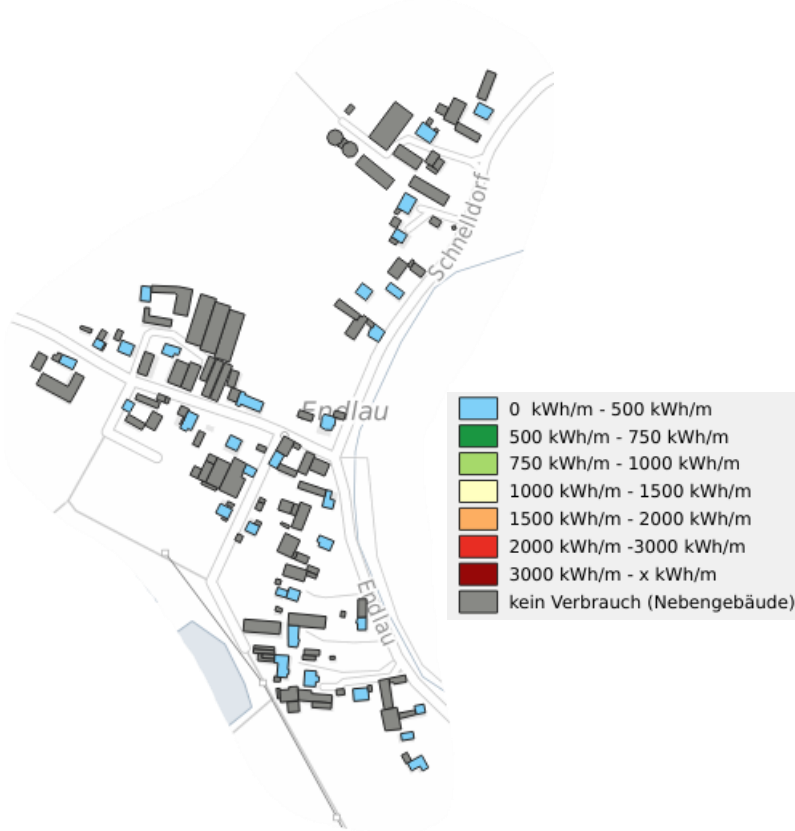 Schnelldorf
Endlau
0 kWh/m - 500 kWh/m
500 kWh/m - 750 kWh/m
750 kWh/m - 1000 kWh/m
1000 kWh/m - 1500 kWh/m
1500 kWh/m - 2000 kWh/m
2000 kWh/m -3000 kWh/m
3000 kWh/m - x kWh/m
kein Verbrauch (Nebengebäude)
Endlau